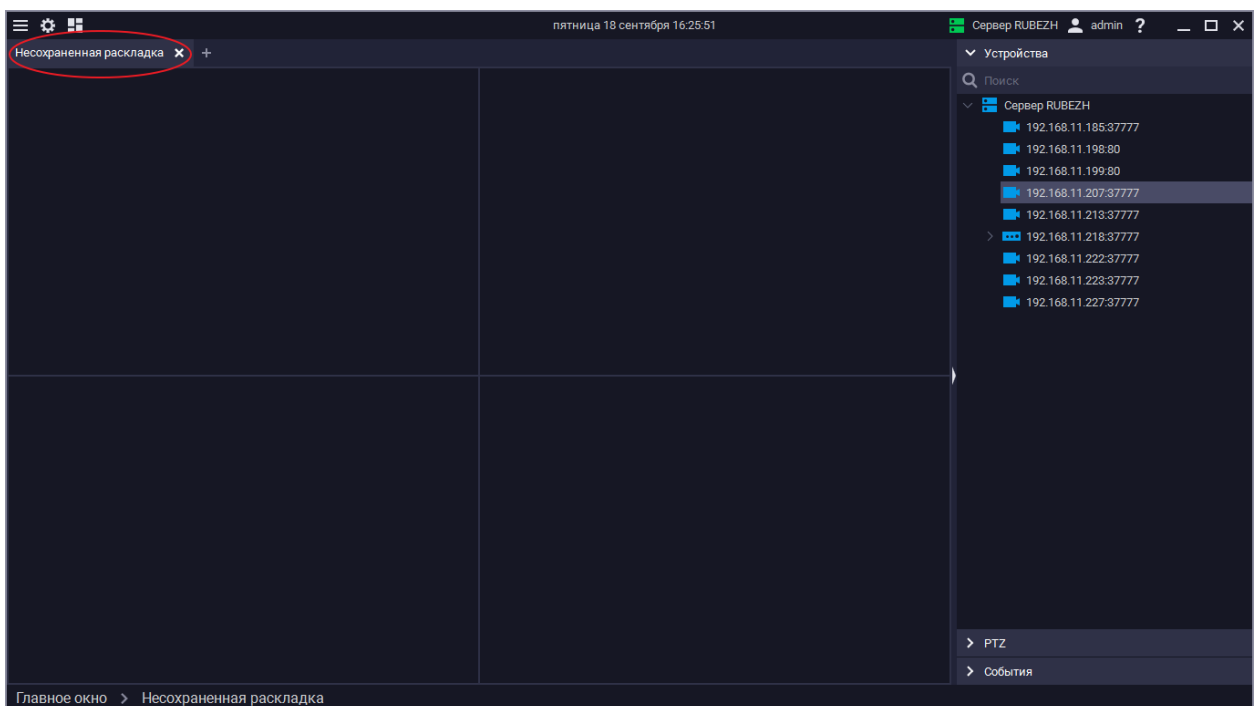 пятница 18 сентября 16:25:51
Сервер RUBEZH admin ?
Несохраненная раскладка
Устройства
Поиск
Сервер RUBEZH
192.168.11.185:37777
192.168.11.198:80
192.168.11.199:80
192.168.11.207:37777
192.168.11.213:37777
192.168.11.218:37777
192.168.11.222:37777
192.168.11.223:37777
192.168.11.227:37777
PTZ
События
Главное окно > Несохраненная раскладка